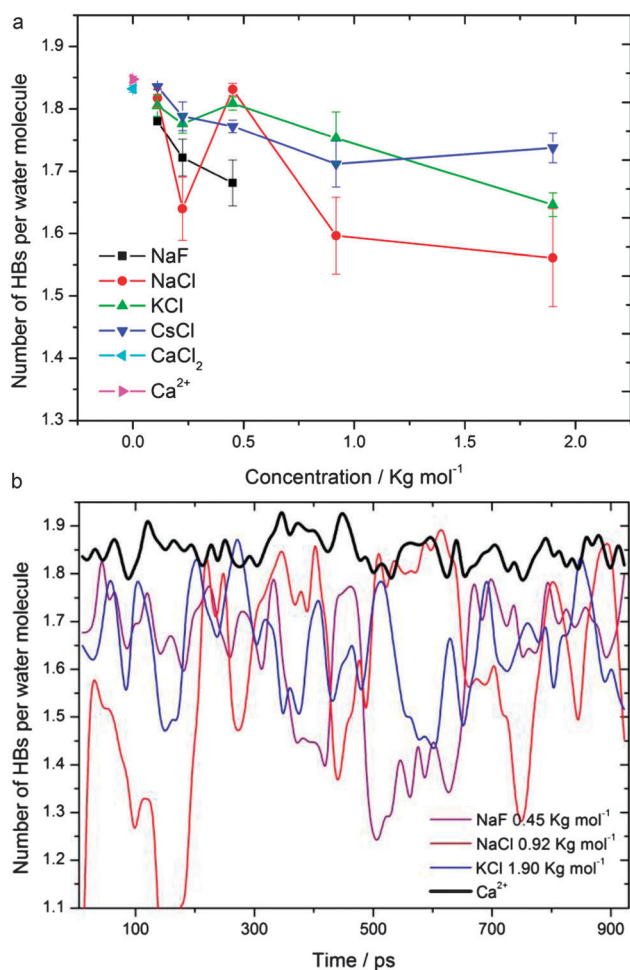 a
1.9
1.8
1.7
1.6
1.5
1.4
1.3
Number of HBs per water molecule
NaF
NaCl
KCl
CsCl
CaCl2
Ca2+
0.0 0.5 1.0 1.5 2.0
Concentration / Kg mol-1
b
1.9
1.8
1.7
1.6
1.5
1.4
1.3
1.2
1.1
Number of HBs per water molecule
NaF 0.45 Kg mol-1
NaCl 0.92 Kg mol-1
KCl 1.90 Kg mol-1
Ca2+
100 300 500 700 900
Time / ps